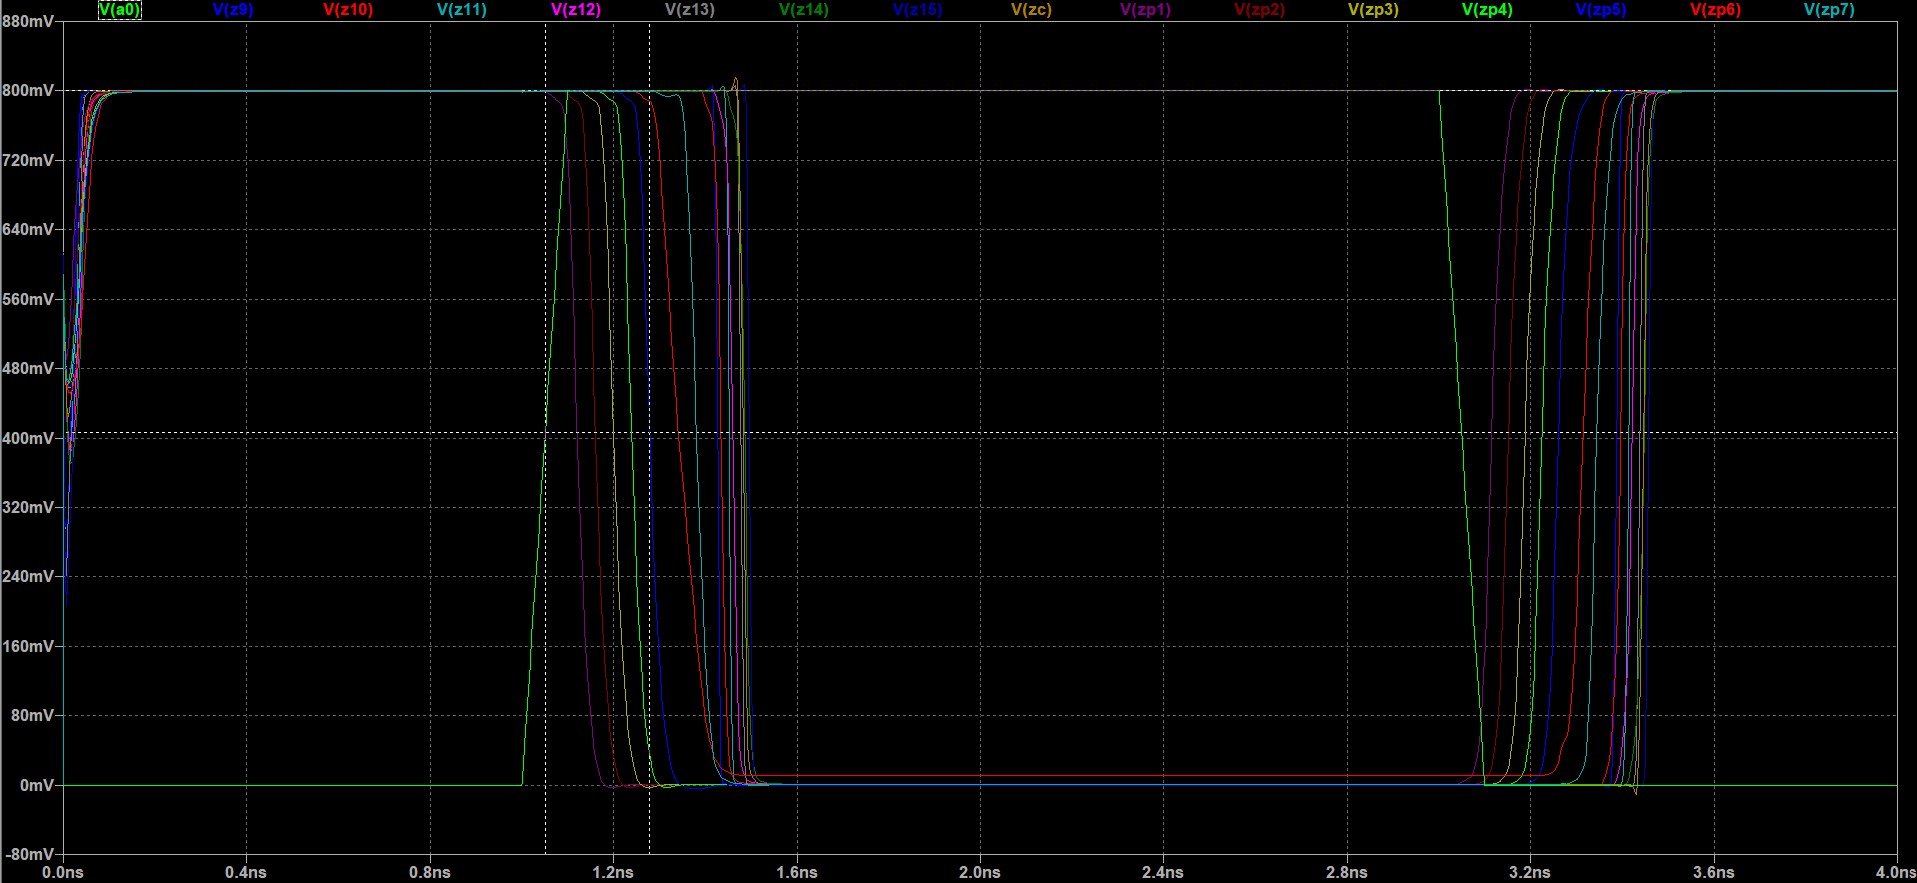 V(a0) V(z9) V(z10) V(z11) V(z12) V(z13) V(z14) V(z15) V(zc) V(zp1) V(zp2) V(zp3) V(zp4) V(zp5) V(zp6) V(zp7)
880mV
800mV
720mV
640mV
560mV
480mV
400mV
320mV
240mV
160mV
80mV
0mV
-80mV
0.0ns 0.4ns 0.8ns 1.2ns 1.6ns 2.0ns 2.4ns 2.8ns 3.2ns 3.6ns 4.0ns